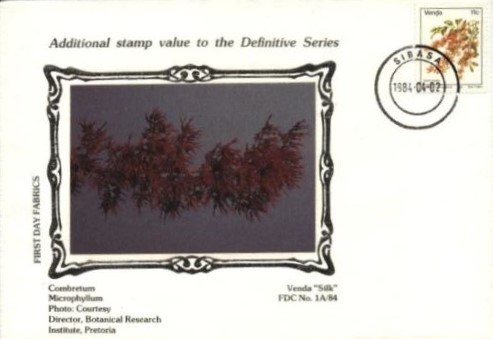 Additional stamp value to the Definitive Series
Venda 11c
SIBASA
1984-04-02
FIRST DAY FABRICS
Combretum
Microphyllum
Photo: Courtesy
Director, Botanical Research
Institute, Pretoria
Venda "Silk"
FDC No. 1A/84